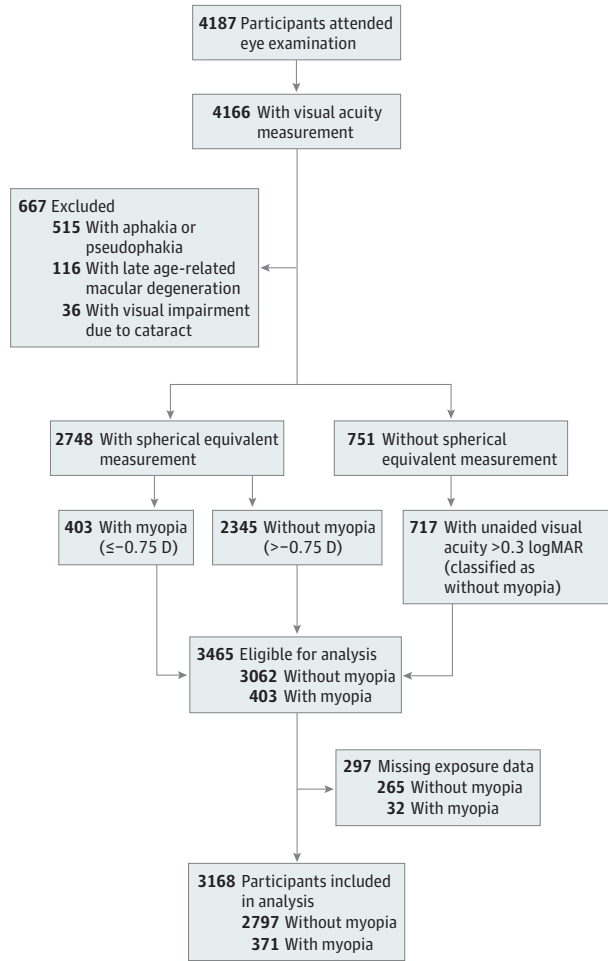 4187 Participants attended
eye examination
4166 With visual acuity
measurement
667 Excluded
515 With aphakia or
pseudophakia
116 With late age-related
macular degeneration
36 With visual impairment
due to cataract
2748 With spherical equivalent
measurement
751 Without spherical
equivalent measurement
403 With myopia
(≤−0.75 D)
2345 Without myopia
(>−0.75 D)
717 With unaided visual
acuity >0.3 logMAR
(classified as
without myopia)
3465 Eligible for analysis
3062 Without myopia
403 With myopia
297 Missing exposure data
265 Without myopia
32 With myopia
3168 Participants included
in analysis
2797 Without myopia
371 With myopia